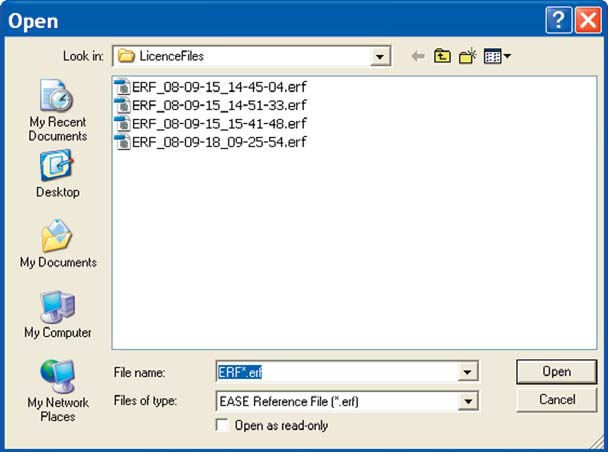 Open
Look in: LicenceFiles
ERF_08-09-15_14-45-04.erf
ERF_08-09-15_14-51-33.erf
ERF_08-09-15_15-41-48.erf
ERF_08-09-18_09-25-54.erf
My Recent
Documents
Desktop
My Documents
My Computer
My Network
Places
File name: ERF*.erf Open
Files of type: EASE Reference File (*.erf) Cancel
Open as read-only